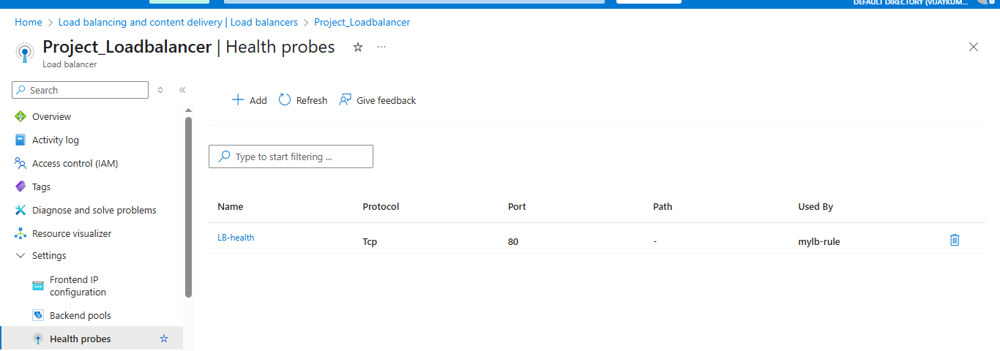 DEFAULT DIRECTORY (VIJAYKUM...
Home > Load balancing and content delivery | Load balancers > Project_Loadbalancer
Project_Loadbalancer | Health probes
Load balancer
Search
Add Refresh Give feedback
Overview
Activity log
Access control (IAM)
Tags
Diagnose and solve problems
Resource visualizer
Settings
Frontend IP
configuration
Backend pools
Health probes
Type to start filtering ...
Name Protocol Port Path Used By
LB-health Tcp 80 - mylb-rule